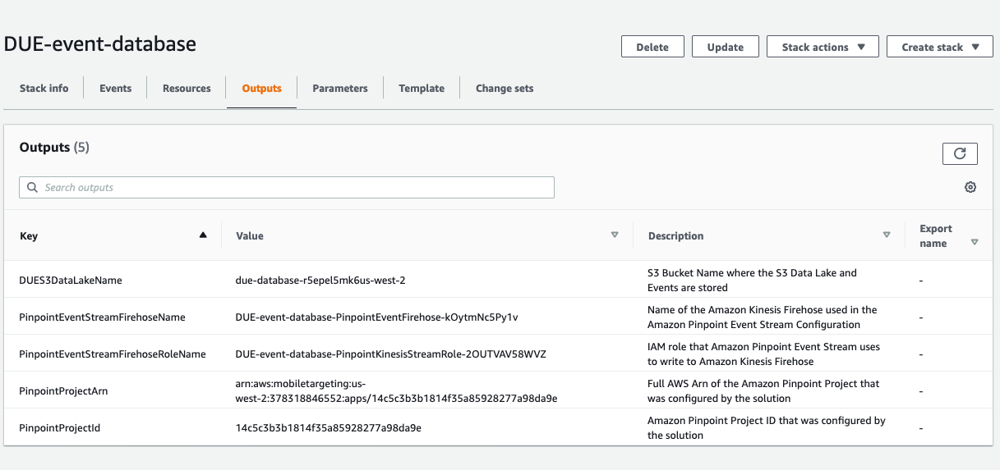 DUE-event-database
Delete
Update
Stack actions
Create stack
Stack info
Events
Resources
Outputs
Parameters
Template
Change sets
Outputs (5)
Search outputs
Key
Value
Description
Export
name
DUES3DataLakeName
due-database-r5epel5mk6us-west-2
S3 Bucket Name where the S3 Data Lake and
Events are stored
-
PinpointEventStreamFirehoseName
DUE-event-database-PinpointEventFirehose-kOytmNc5Py1v
Name of the Amazon Kinesis Firehose used in the
Amazon Pinpoint Event Stream Configuration
-
PinpointEventStreamFirehoseRoleName
DUE-event-database-PinpointKinesisStreamRole-2OUTVAV58WVZ
IAM role that Amazon Pinpoint Event Stream uses
to write to Amazon Kinesis Firehose
-
PinpointProjectArn
arn:aws:mobiletargeting:us-
west-2:378318846552:apps/14c5c3b3b1814f35a85928277a98da9e
Full AWS Arn of the Amazon Pinpoint Project that
was configured by the solution
-
PinpointProjectId
14c5c3b3b1814f35a85928277a98da9e
Amazon Pinpoint Project ID that was configured by
the solution
-